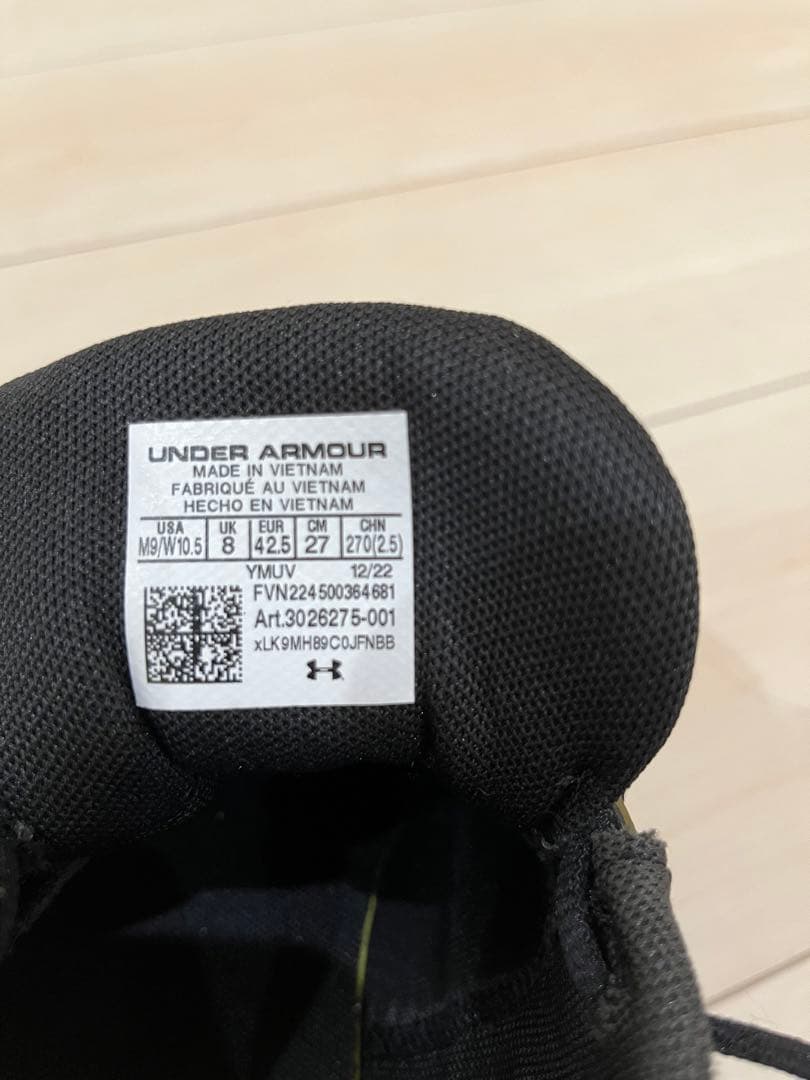 UNDER ARMOUR
MADE IN VIETNAM
FABRIQUÉ AU VIETNAM
HECHO EN VIETNAM
USA UK EUR CM CHN
M9/W10.5 8 42.5 27 270(2.5)
YMUV 12/22
FVN224500364681
Art.3026275-001
xLK9MH89C0JFNBB